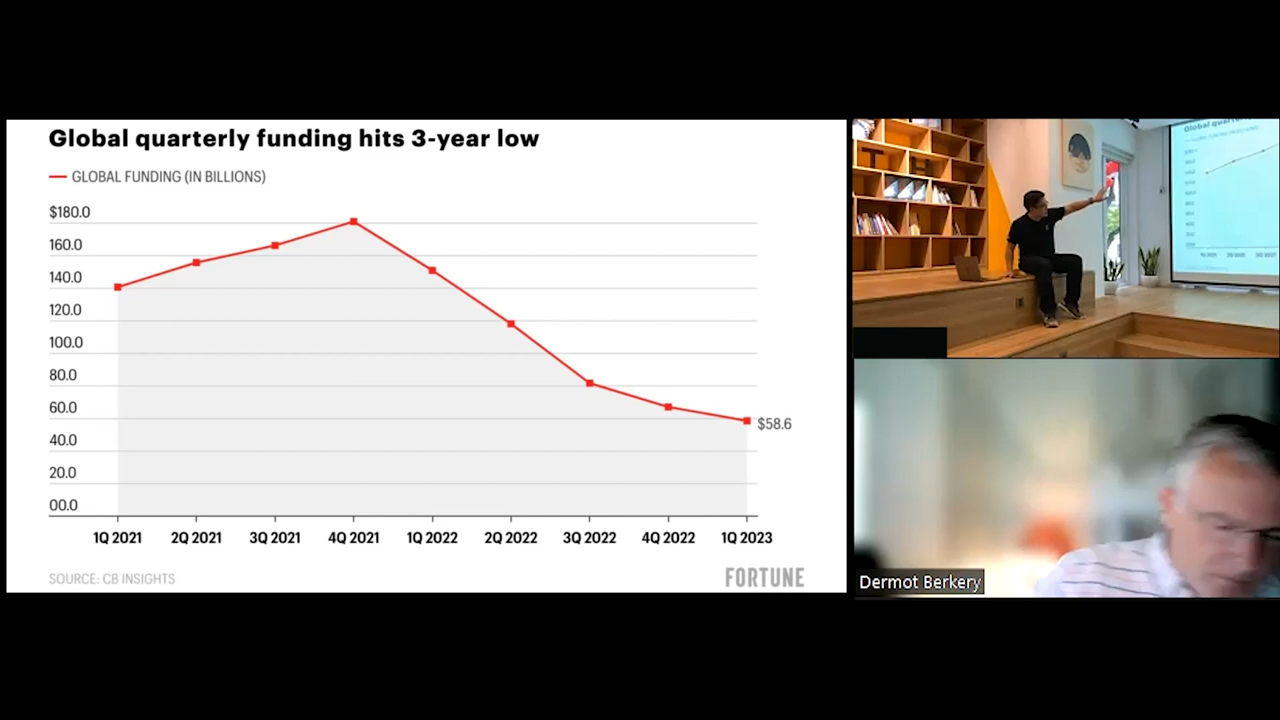 Global quarterly funding hits 3-year low
GLOBAL FUNDING (IN BILLIONS)
$180.0
160.0
140.0
120.0
100.0
80.0
60.0
40.0
20.0
00.0
$58.6
1Q 2021 2Q 2021 3Q 2021 4Q 2021 1Q 2022 2Q 2022 3Q 2022 4Q 2022 1Q 2023
SOURCE: CB INSIGHTS
FORTUNE
Dermot Berkery